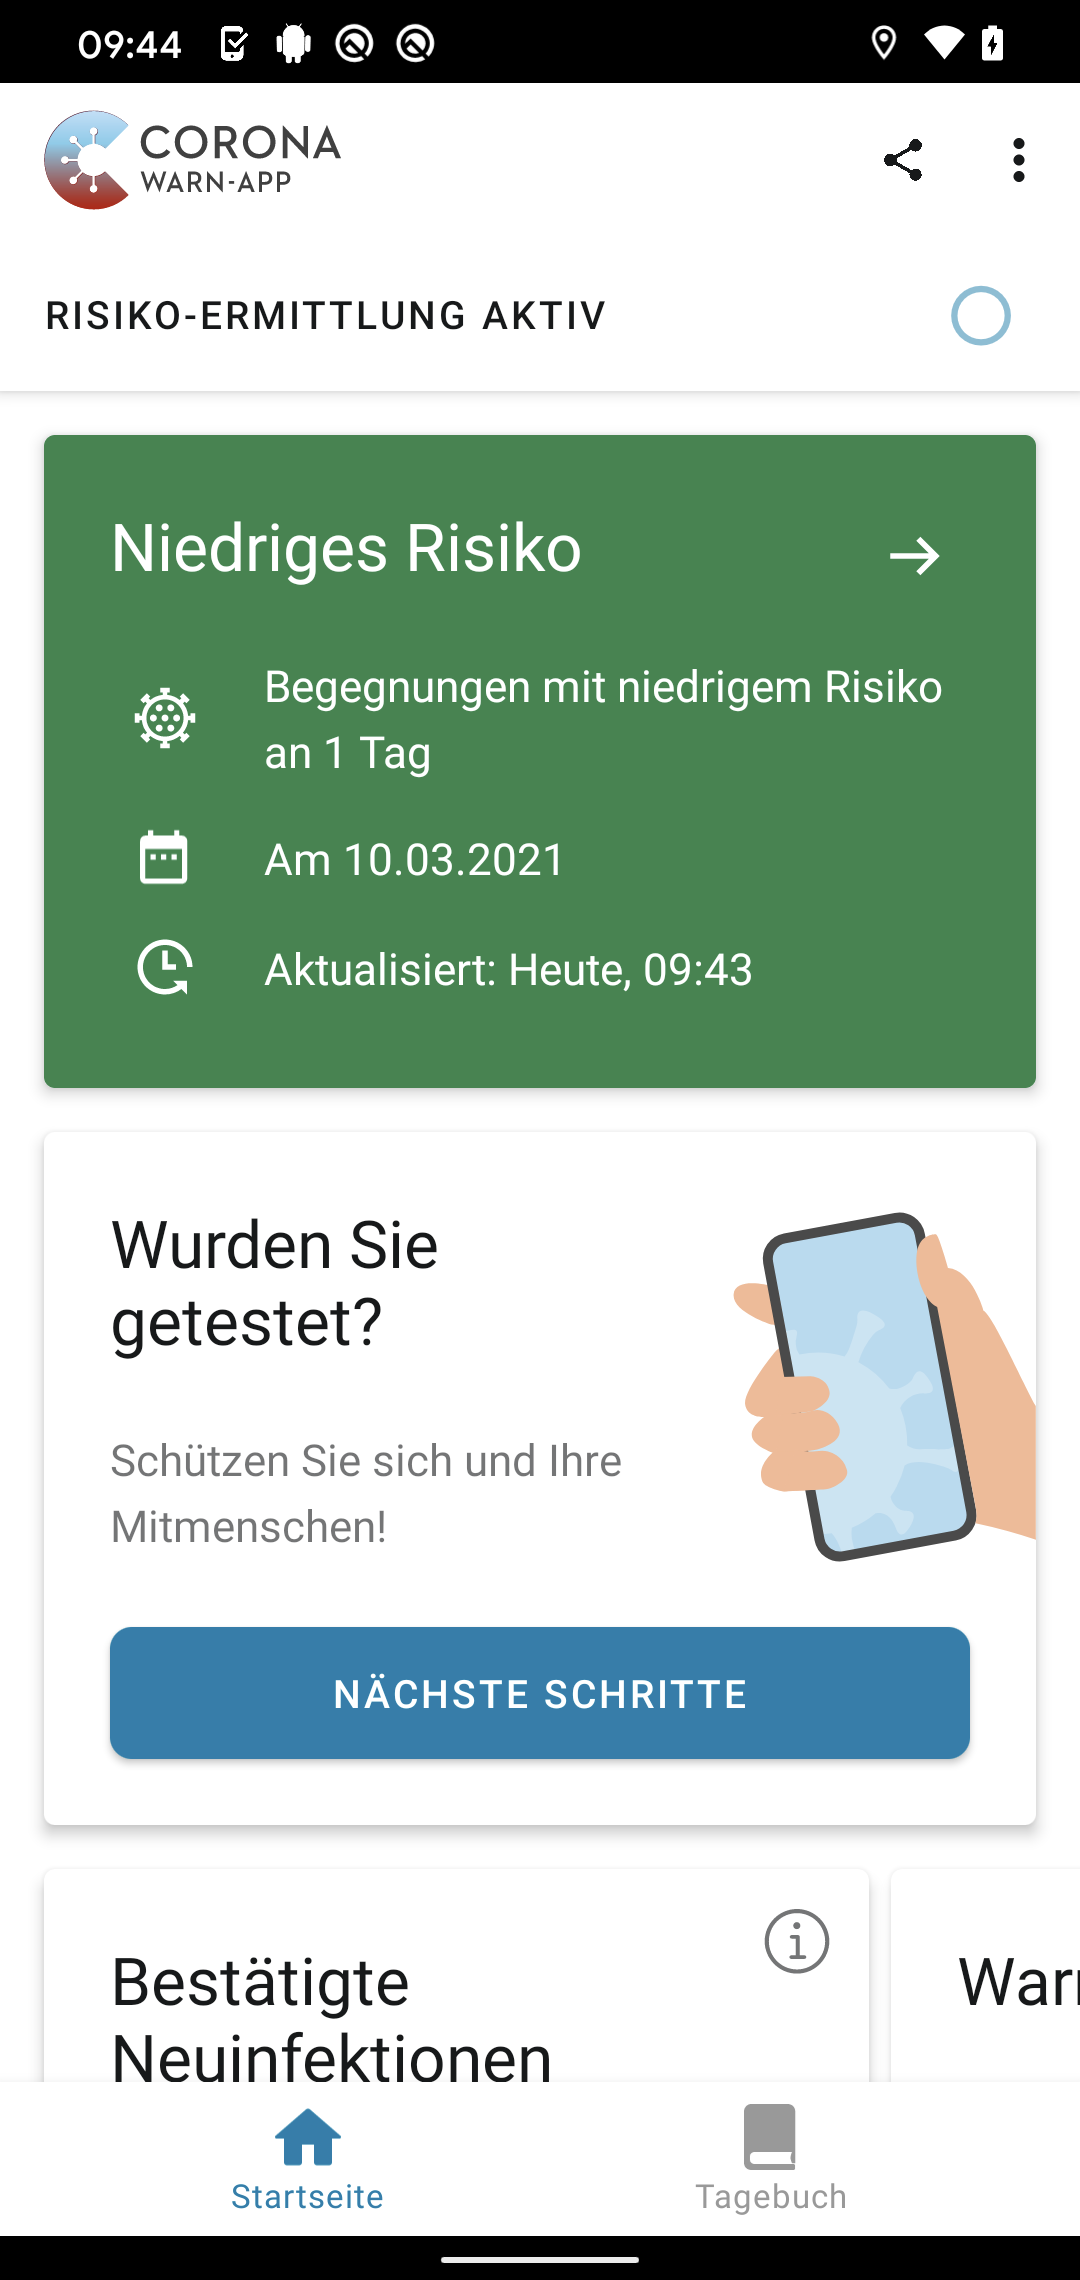 09:44
CORONA
WARN-APP
RISIKO-ERMITTLUNG AKTIV
Niedriges Risiko
Begegnungen mit niedrigem Risiko
an 1 Tag
Am 10.03.2021
Aktualisiert: Heute, 09:43
Wurden Sie
getestet?
Schützen Sie sich und Ihre
Mitmenschen!
NÄCHSTE SCHRITTE
Bestätigte
Neuinfektionen
Startseite
Tagebuch